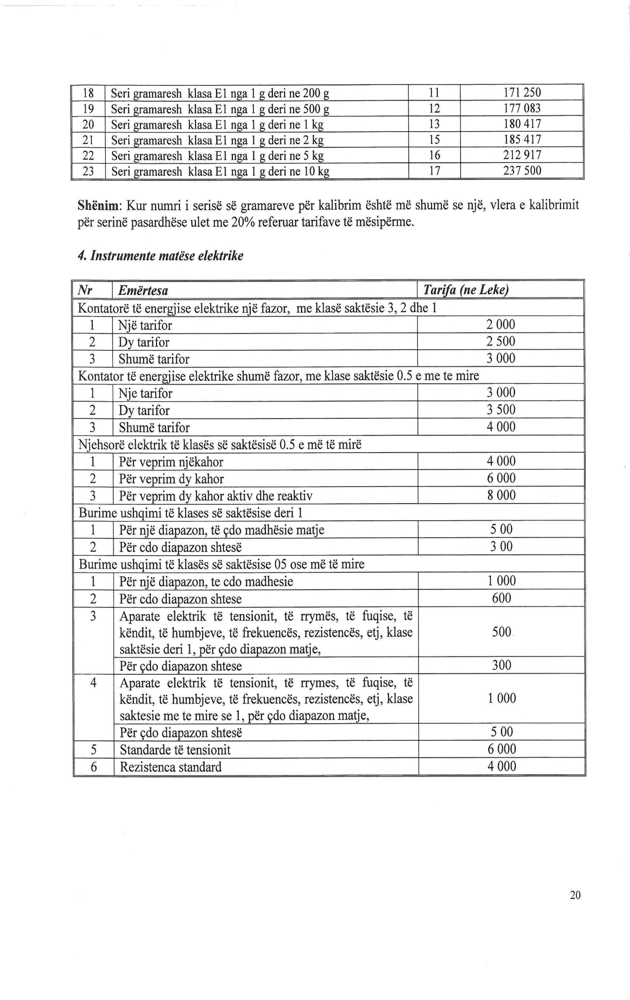 18 Seri gramaresh klasa E1 nga 1 g deri ne 200 g 11 171 250
19 Seri gramaresh klasa E1 nga 1 g deri ne 500 g 12 177 083
20 Seri gramaresh klasa E1 nga 1 g deri ne 1 kg 13 180 417
21 Seri gramaresh klasa E1 nga 1 g deri ne 2 kg 15 185 417
22 Seri gramaresh klasa E1 nga 1 g deri ne 5 kg 16 212 917
23 Seri gramaresh klasa E1 nga 1 g deri ne 10 kg 17 237 500
Shënim: Kur numri i serisë së gramareve për kalibrim është më shumë se një, vlera e kalibrimit
për serinë pasardhëse ulet me 20% referuar tarifave të mësipërme.
4. Instrumente matëse elektrike
Nr Emërtesa Tarifa (ne Leke)
Kontatorë të energjise elektrike një fazor, me klasë saktësie 3, 2 dhe 1
1 Një tarifor 2 000
2 Dy tarifor 2 500
3 Shumë tarifor 3 000
Kontator të energjise elektrike shumë fazor, me klase saktësie 0.5 e me te mire
1 Nje tarifor 3 000
2 Dy tarifor 3 500
3 Shumë tarifor 4 000
Njehsorë elektrik të klasës së saktësisë 0.5 e më të mirë
1 Për veprim njëkahor 4 000
2 Për veprim dy kahor 6 000
3 Për veprim dy kahor aktiv dhe reaktiv 8 000
Burime ushqimi të klases së saktësise deri 1
1 Për një diapazon, të çdo madhësie matje 5 00
2 Për cdo diapazon shtesë 3 00
Burime ushqimi të klasës së saktësise 05 ose më të mire
1 Për një diapazon, te cdo madhesie 1 000
2 Për cdo diapazon shtese 600
3 Aparate elektrik të tensionit, të rrymës, të fuqise, të
këndit, të humbjeve, të frekuencës, rezistencës, etj, klase 500
saktësie deri 1, për çdo diapazon matje,
Për çdo diapazon shtese 300
4 Aparate elektrik të tensionit, të rrymes, të fuqise, të
këndit, të humbjeve, të frekuencës, rezistencës, etj, klase 1 000
saktesie me te mire se 1, për çdo diapazon matje,
Për çdo diapazon shtesë 5 00
5 Standarde të tensionit 6 000
6 Rezistenca standard 4 000
20